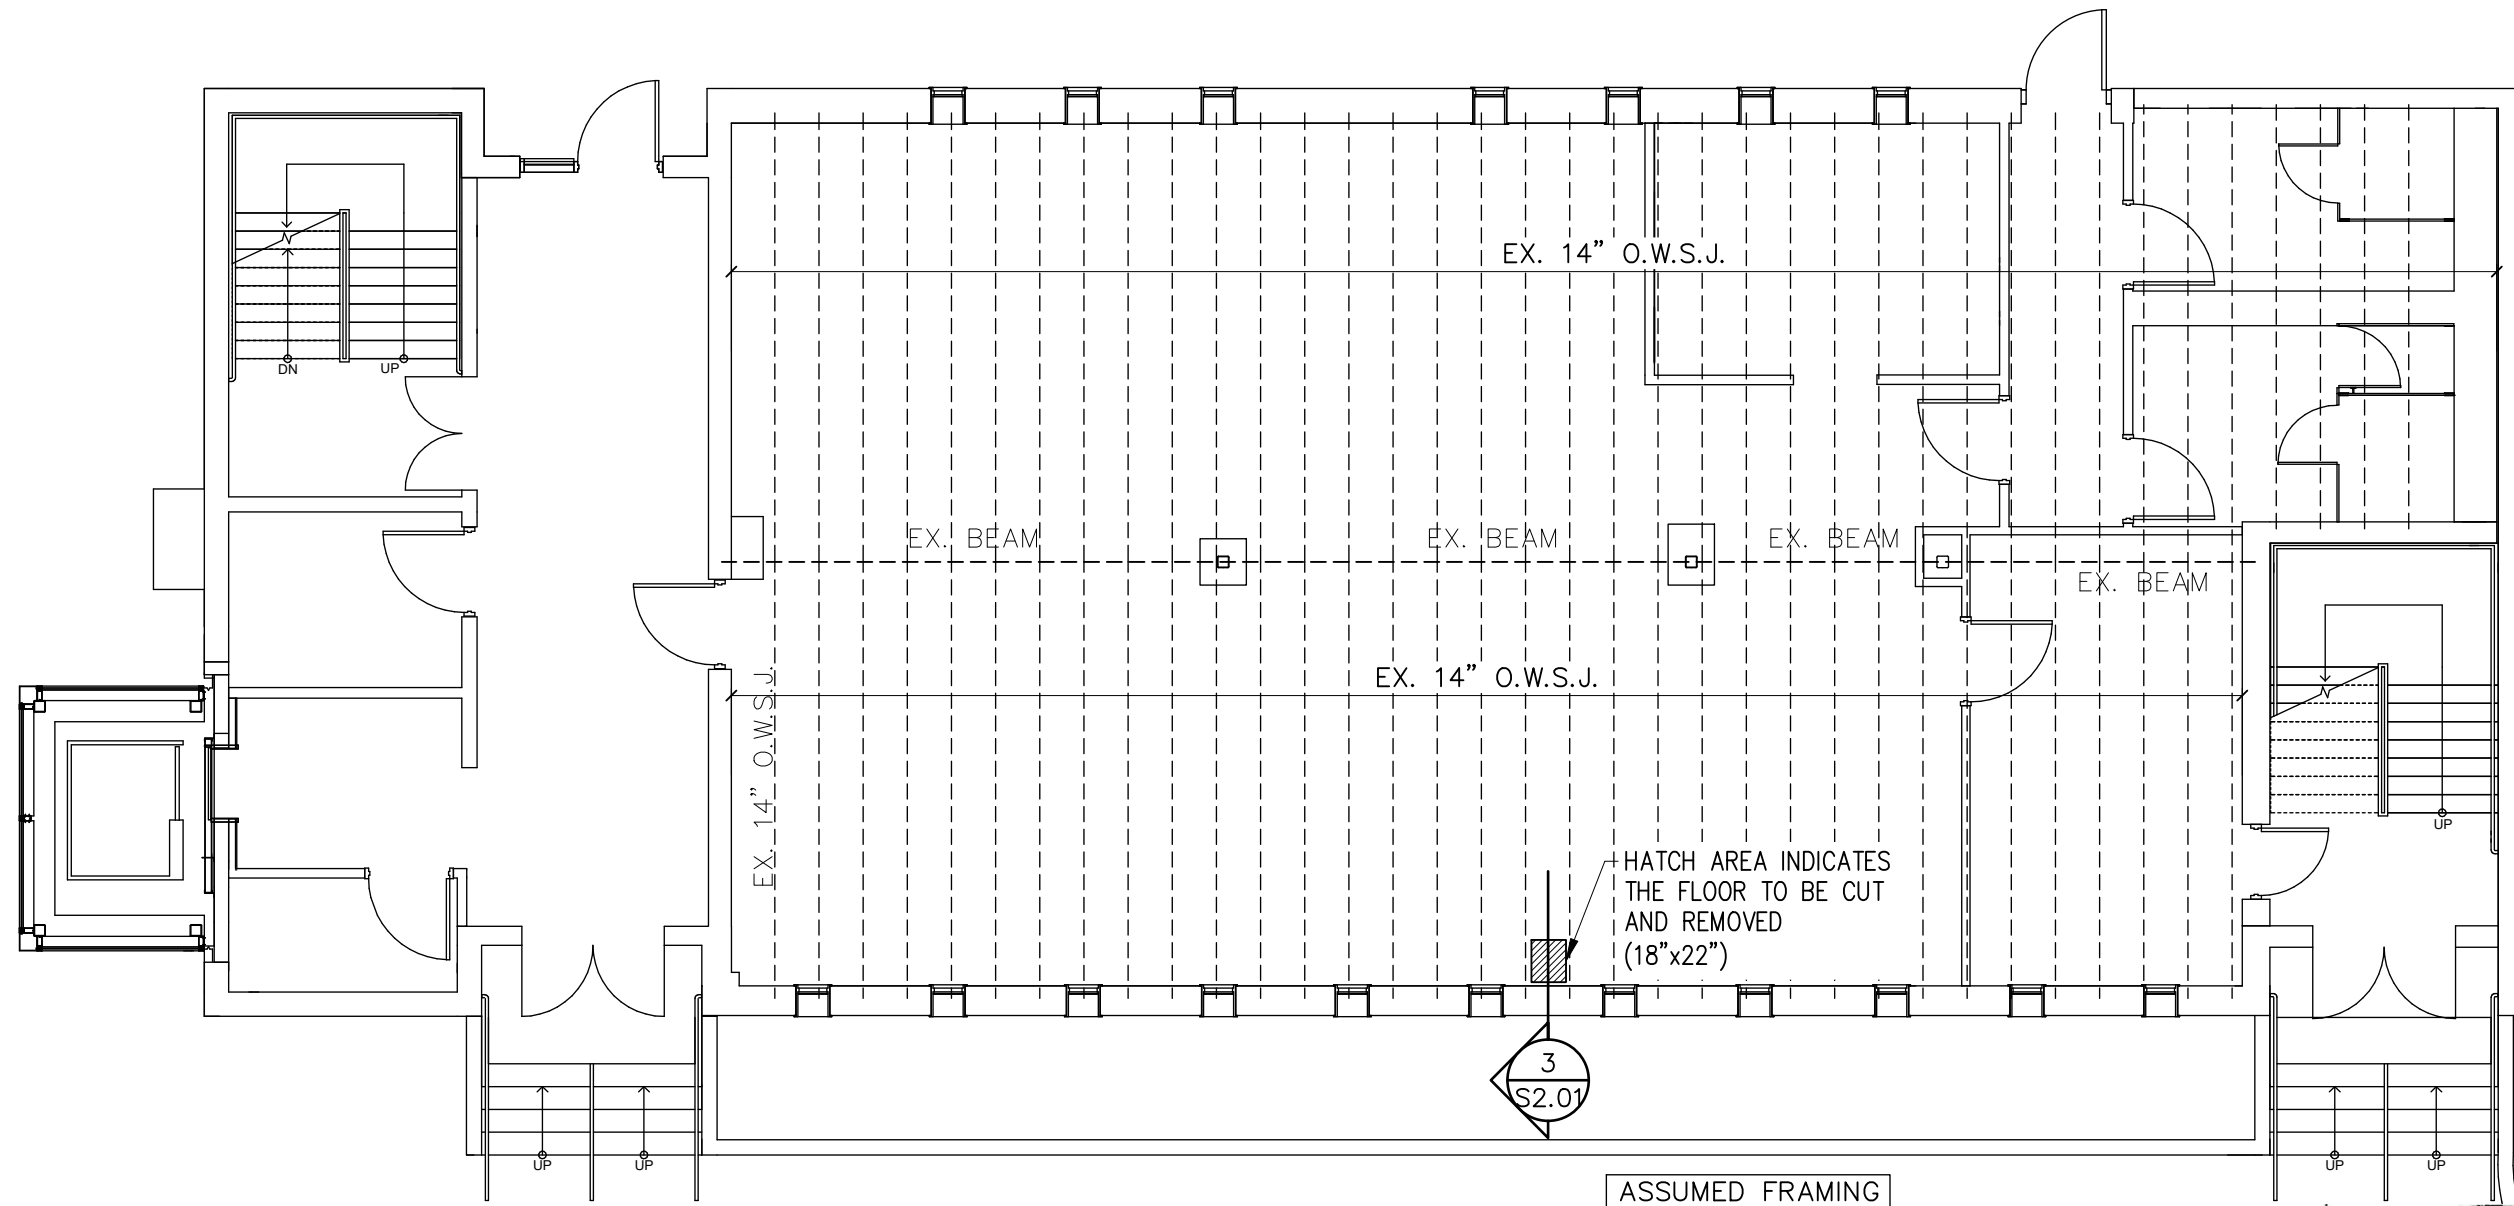 EX. 14" O.W.S.J.
DN
UP
EX. BEAM
EX. BEAM
EX. BEAM
EX. BEAM
EX. 14" O.W.S.J.
EX. 14" O.W.S.J.
UP
HATCH AREA INDICATES
THE FLOOR TO BE CUT
AND REMOVED
(18"x22")
3
S2.01
UP
UP
UP
UP
ASSUMED FRAMING